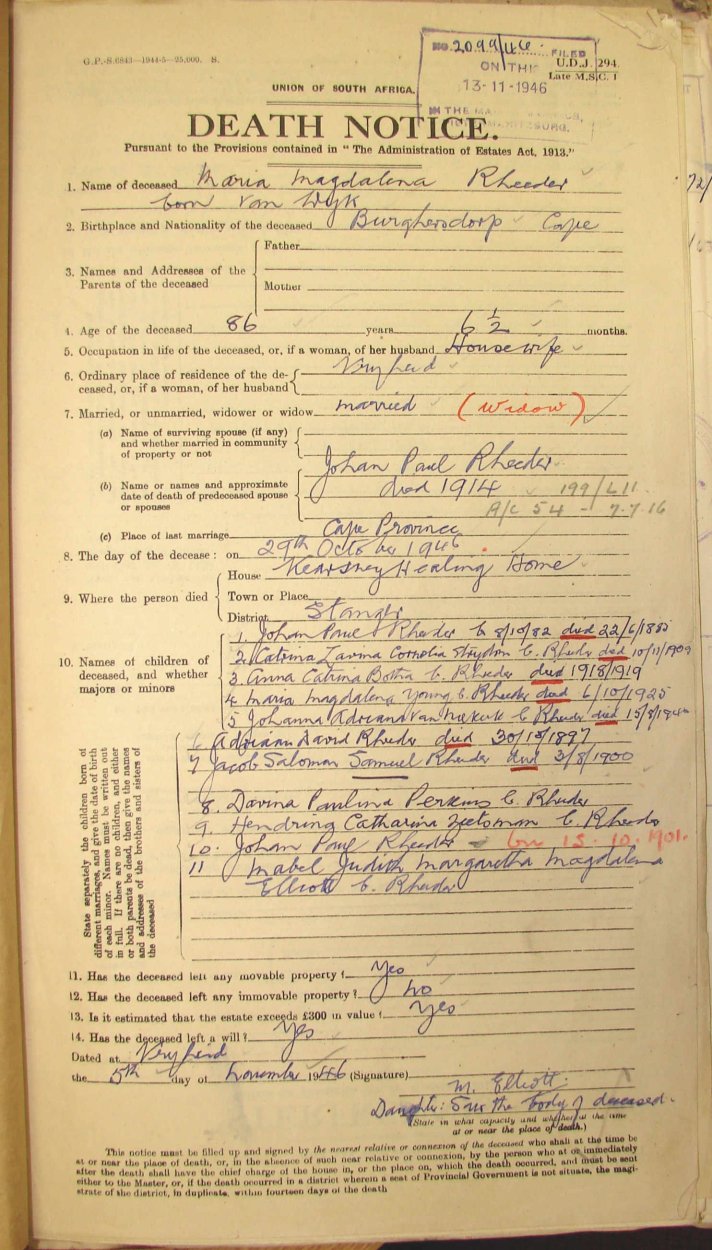 G.P.-S.6843—1944-5—25,000. S.
NO. 2099/46. FILED
ON THI
U.D.J. 294.
Late M.S.C. 1
13-11-1946
UNION OF SOUTH AFRICA.
IN THE MA
DEATH NOTICE.
Pursuant to the Provisions contained in "The Administration of Estates Act, 1913."
1. Name of deceased Maria Magdalena Rheeder
born van Wyk
2. Birthplace and Nationality of the deceased Burghersdorp Cape
3. Names and Addresses of the Parents of the deceased
Father
Mother
4. Age of the deceased 86 years 6 ½ months.
5. Occupation in life of the deceased, or, if a woman, of her husband Housewife
6. Ordinary place of residence of the de-
ceased, or, if a woman, of her husband
Vryheid
7. Married, or unmarried, widower or widow married (Widow)
(a) Name of surviving spouse (if any)
and whether married in community
of property or not
(b) Name or names and approximate
date of death of predeceased spouse
or spouses
Johan Paul Rheeder
died 1914 199/L11
A/C 54 - 7.7.16
(c) Place of last marriage Cape Province
8. The day of the decease: on 29th October 1946
9. Where the person died
House Kearsney Healing Home
Town or Place
District Stanger
10. Names of children of
deceased, and whether
majors or minors
1. Johan Paul Rheeder b 8/10/82 died 22/6/1885
2. Catrina Lavina Cornelia Strydom b. Rheeder died 10/11/1909
3. Anna Catrina Botha b. Rheeder died 19/8/1919
4 Maria Magdalena Young b. Rheeder died 6/10/1925
5 Johanna Adriana van Niekerk b Rheeder died
6 Adriaan David Rheeder died
7 Jacob Salomon Samuel Rheeder died 3/8/1900
8. Davina Paulina Perkins b. Rheeder
9. Hendrina Catharina b. Rheeder
10. Johan Paul Rheeder - born 15.10.1901.
11 Mabel Judith Margaretha Magdalena
Elliott b. Rheeder
State separately the children born of
different marriages, and give the date of birth
of each minor. Names must be written out
in full. If there are no children, and either
or both parents be dead, then give the names
and addresses of the brothers and sisters of
the deceased
11. Has the deceased left any movable property? Yes
12. Has the deceased left any immovable property? No
13. Is it estimated that the estate exceeds £300 in value? Yes
14. Has the deceased left a will? Yes
Dated at Vryheid
the 5th day of November 1946 (Signature)
M. Elliott.
Daughter: Saw the body of deceased.
(State in what capacity and whether at the time
at or near the place of death.)
This notice must be filled up and signed by the nearest relative or connexion of the deceased who shall at the time be
at or near the place of death, or, in the absence of such near relative or connexion, by the person who at or immediately
after the death shall have the chief charge of the house in, or the place on, which the death occurred, and must be sent
either to the Master, or, if the death occurred in a district wherein a seat of Provincial Government is not situate, the magi-
strate of the district, in duplicate, within fourteen days of the death